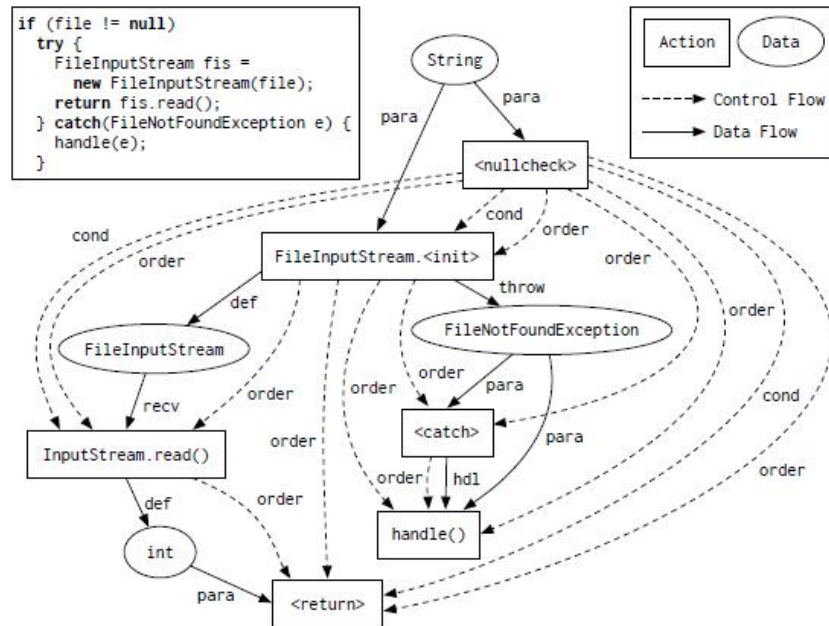 if (file != null)
try {
FileInputStream fis =
new FileInputStream(file);
return fis.read();
} catch(FileNotFoundException e) {
handle(e);
}
String
Action
Data
Control Flow
Data Flow
para
para
<nullcheck>
cond
order
cond
order
order
FileInputStream.<init>
def
throw
FileInputStream
FileNotFoundException
order
recv
order
order
para
order
cond
<catch>
para
InputStream.read()
order
order
hdl
order
def
order
handle()
int
para
<return>